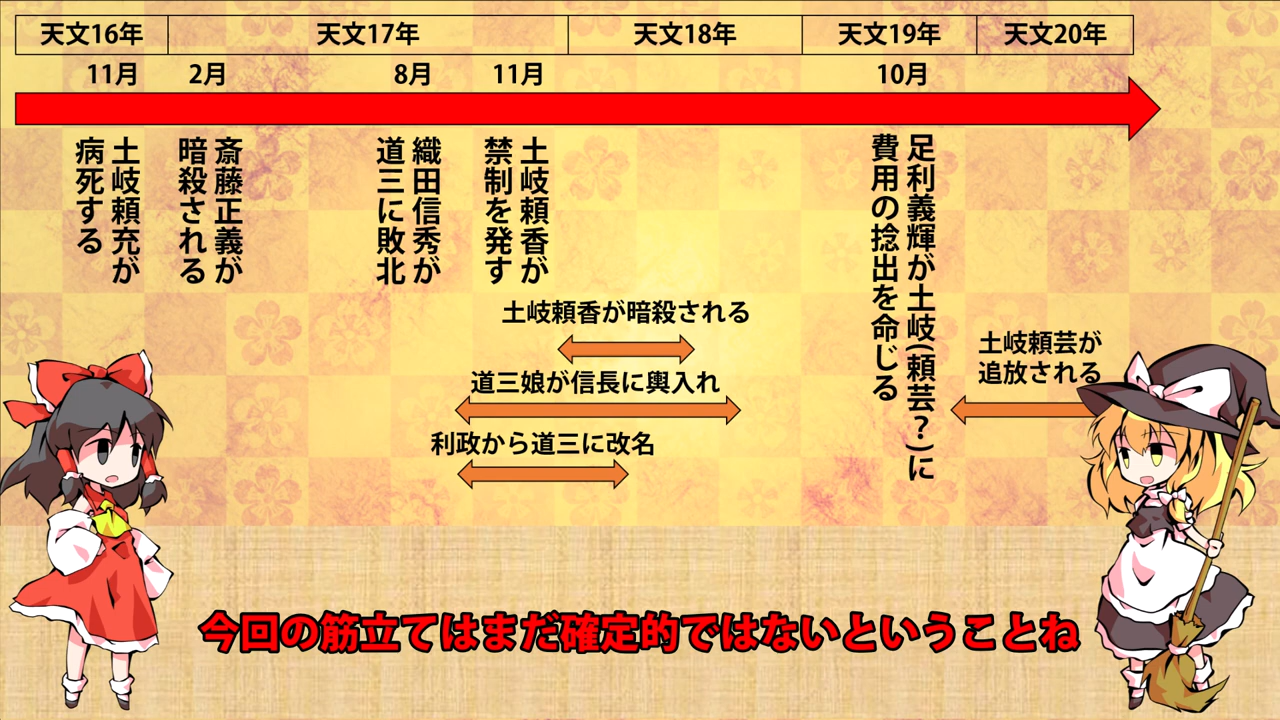 天文16年
天文17年
天文18年
天文19年
天文20年
11月
2月
8月
11月
10月
土岐頼充が
病死する
斎藤正義が
暗殺される
織田信秀が
道三に敗北
土岐頼香が
禁制を発す
足利義輝が土岐(頼芸?)に
費用の捻出を命じる
土岐頼香が暗殺される
道三娘が信長に輿入れ
利政から道三に改名
土岐頼芸が
追放される
今回の筋立てはまだ確定的ではないということね